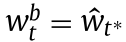 $w_t^b = \hat{w}_{t^*}$